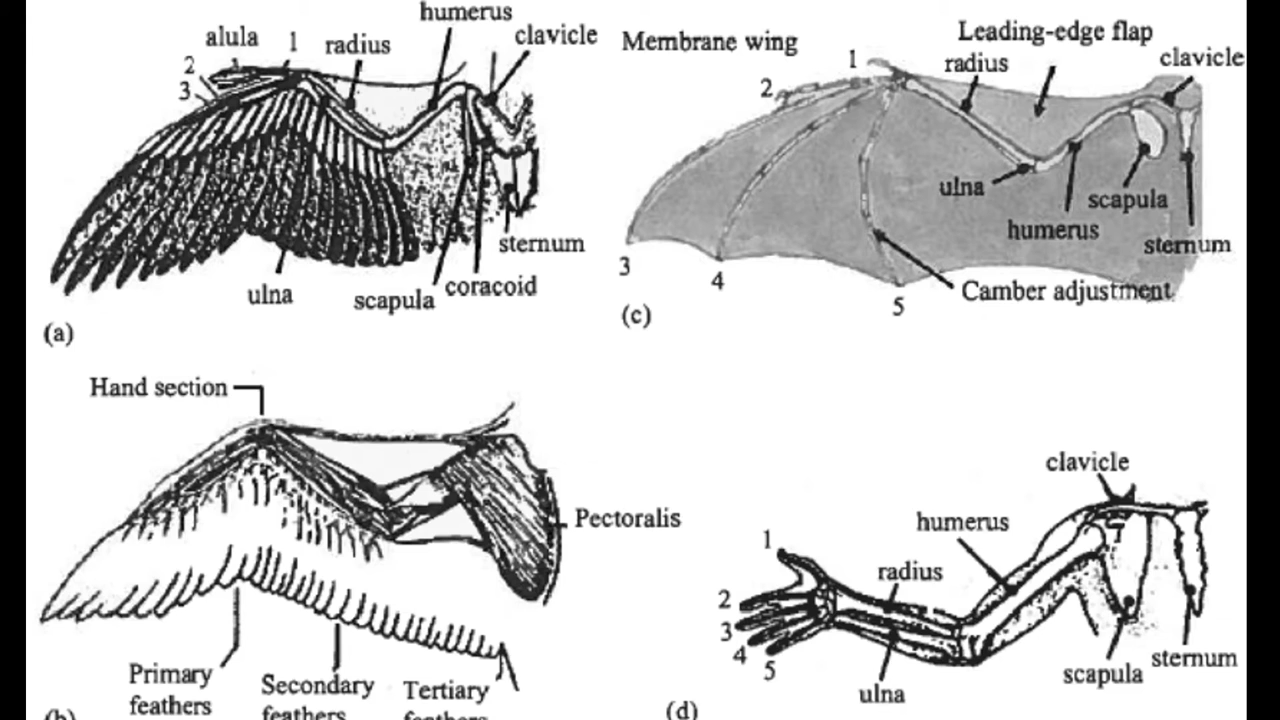 humerus
alula
1
radius
clavicle
2
3
sternum
ulna
scapula
coracoid
(a)
Membrane wing
Leading-edge flap
1
radius
clavicle
2
ulna
scapula
humerus
sternum
3
4
5
Camber adjustment
(c)
Hand section
Pectoralis
Primary
feathers
Secondary
feathers
Tertiary
feathers
(b)
clavicle
humerus
1
radius
2
3
4
5
ulna
scapula
sternum
(d)